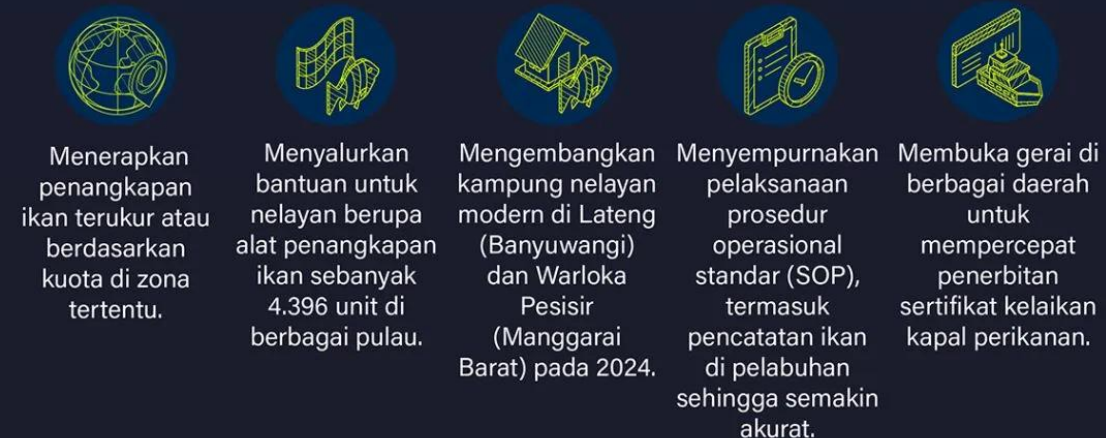 Menerapkan
penangkapan
ikan terukur atau
berdasarkan
kuota di zona
tertentu.
Menyalurkan
bantuan untuk
nelayan berupa
alat penangkapan
ikan sebanyak
4.396 unit di
berbagai pulau.
Mengembangkan
kampung nelayan
modern di Lateng
(Banyuwangi)
dan Warloka
Pesisir
(Manggarai
Barat) pada 2024.
Menyempurnakan
pelaksanaan
prosedur
operasional
standar (SOP),
termasuk
pencatatan ikan
di pelabuhan
sehingga semakin
akurat.
Membuka gerai di
berbagai daerah
untuk
mempercepat
penerbitan
sertifikat kelaikan
kapal perikanan.